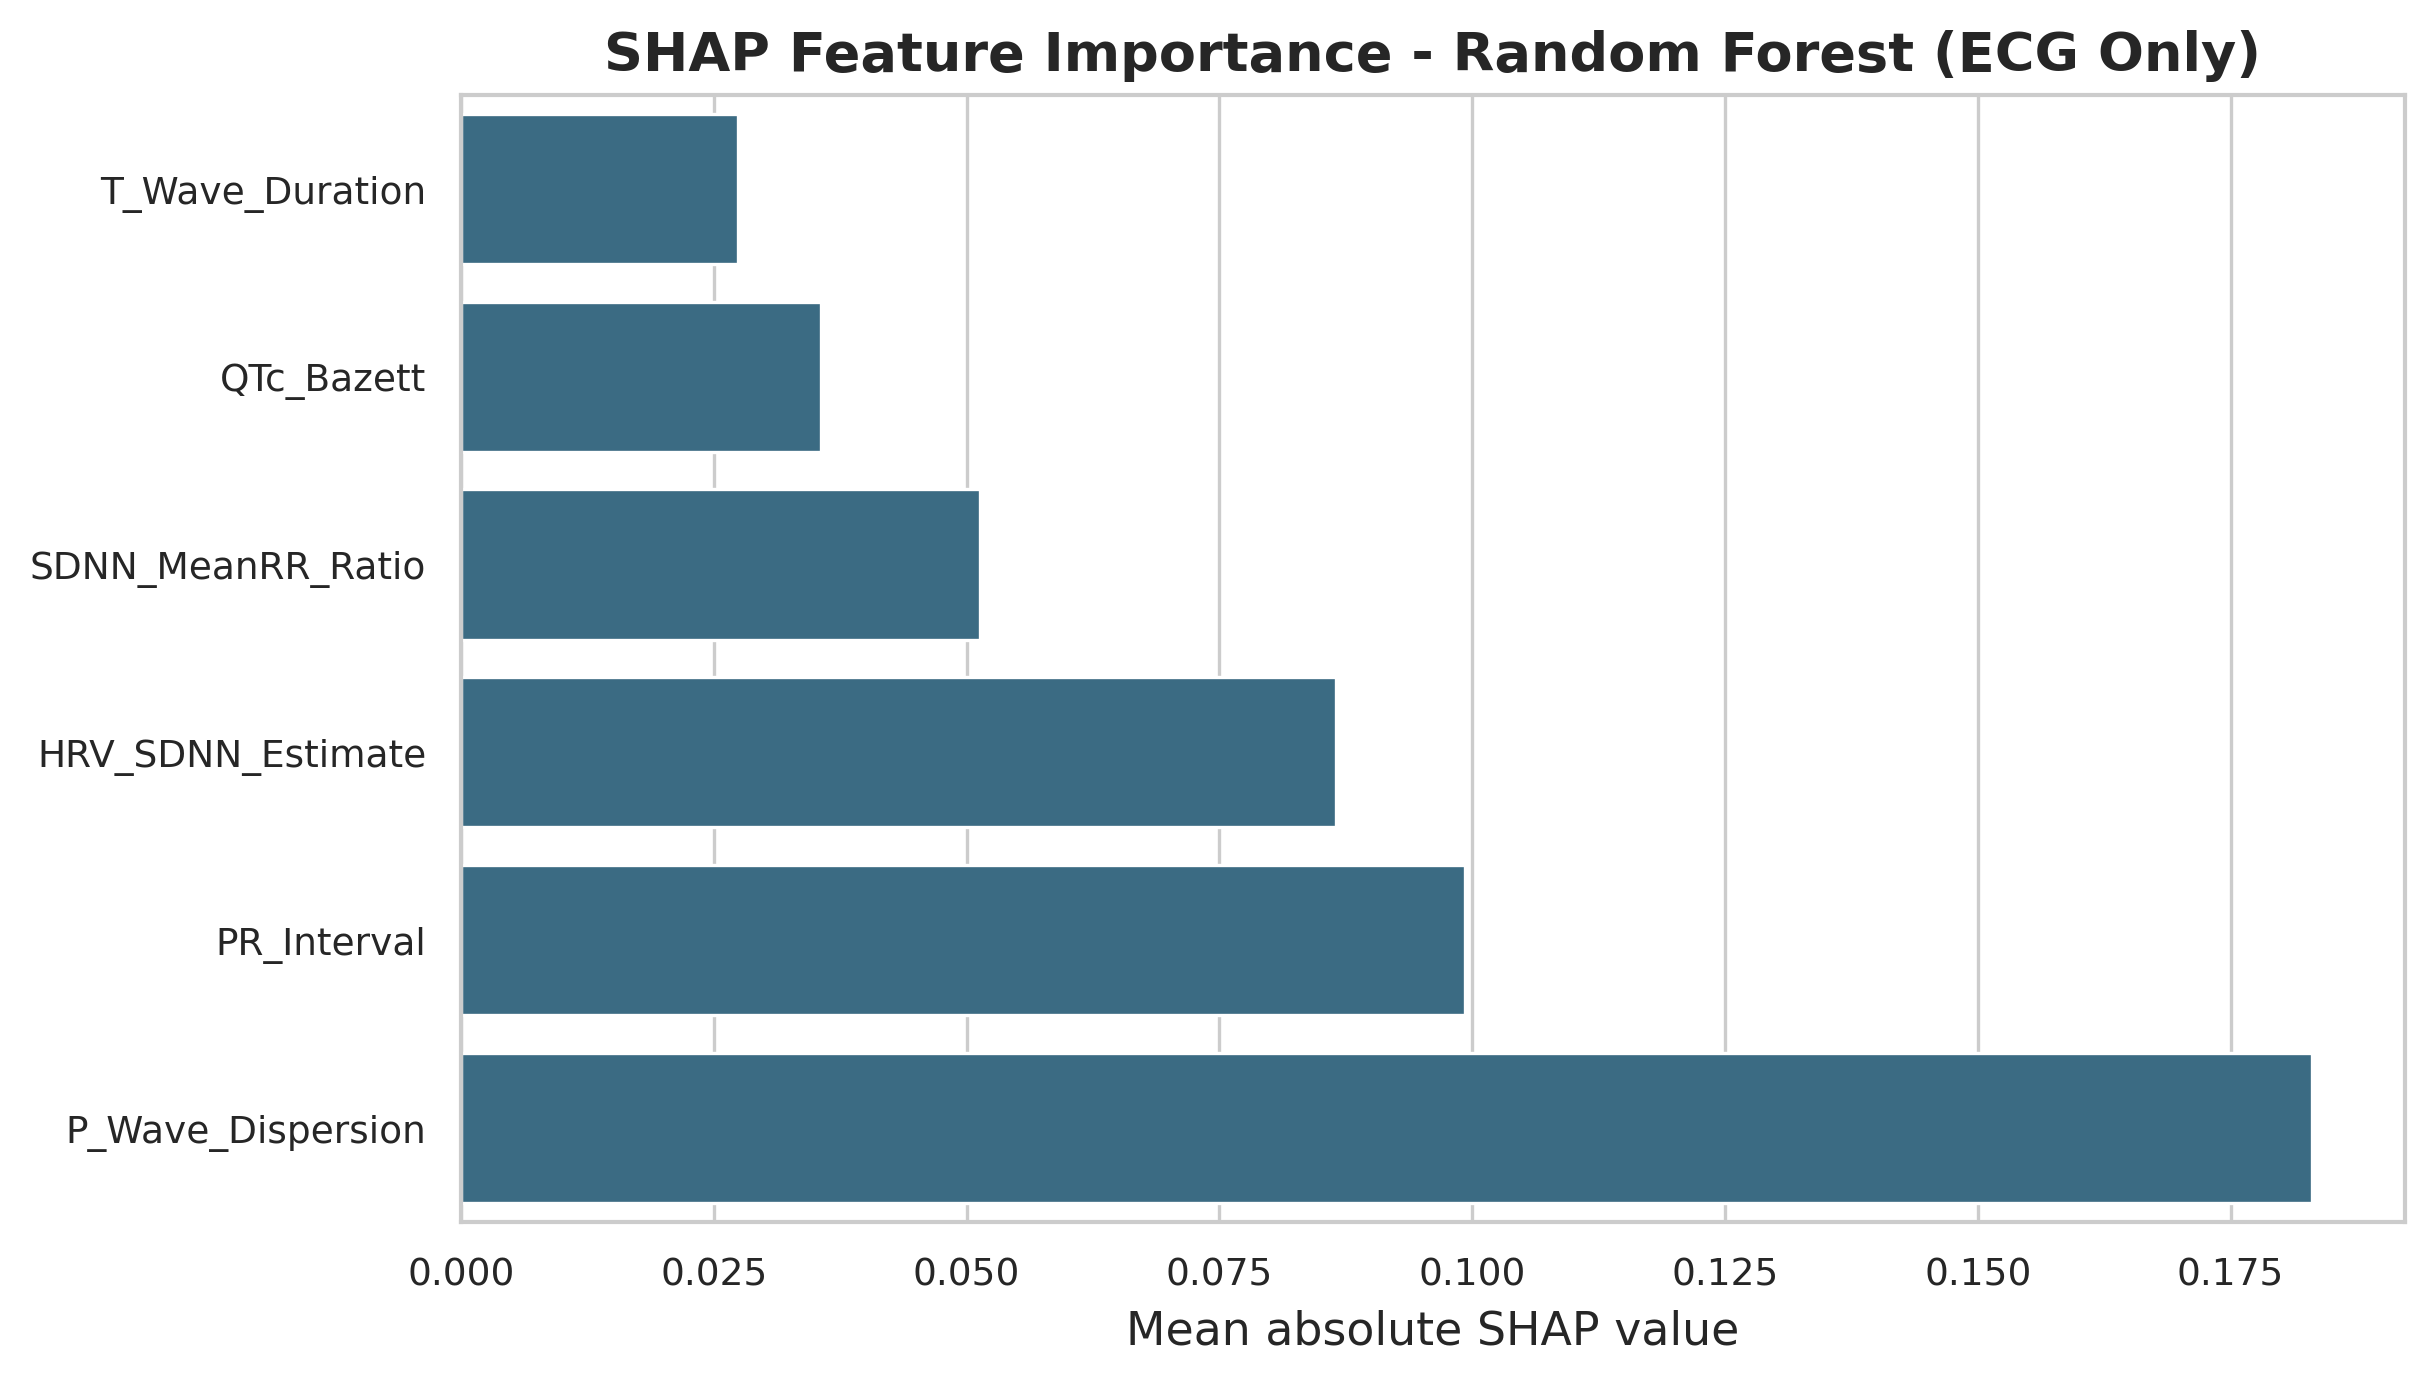 SHAP Feature Importance - Random Forest (ECG Only)
T_Wave_Duration
QTc_Bazett
SDNN_MeanRR_Ratio
HRV_SDNN_Estimate
PR_Interval
P_Wave_Dispersion
0.000 0.025 0.050 0.075 0.100 0.125 0.150 0.175
Mean absolute SHAP value